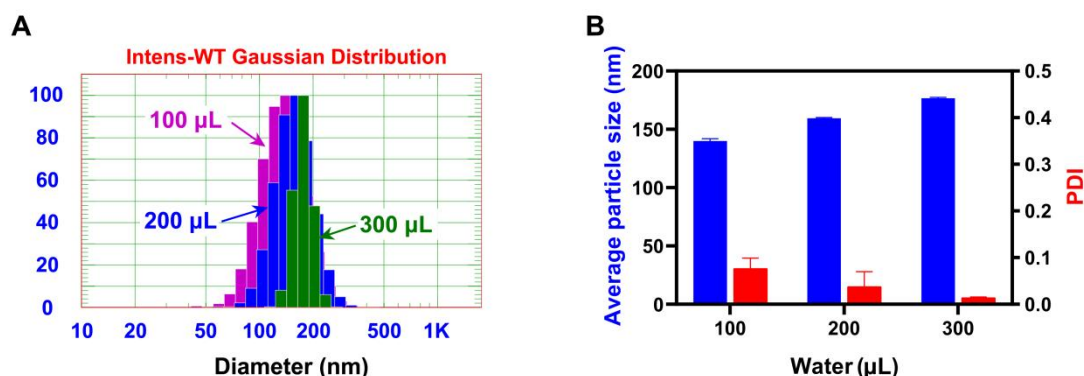 A
Intens-WT Gaussian Distribution
100
80
60
40
20
0
100 µL
200 µL
300 µL
10 20 50 100 200 500 1K
Diameter (nm)
B
Average particle size (nm)
200
150
100
50
0
0.5
0.4
0.3
0.2
0.1
0.0
PDI
100 200 300
Water (µL)